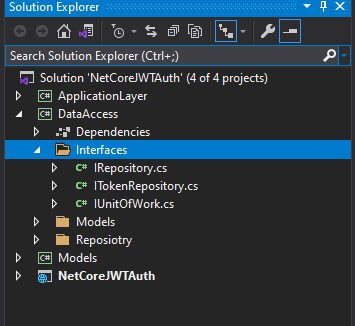 Solution Explorer
Search Solution Explorer (Ctrl+;)
Solution 'NetCoreJWTAuth' (4 of 4 projects)
C# ApplicationLayer
C# DataAccess
Dependencies
Interfaces
C# IRepository.cs
C# ITokenRepository.cs
C# IUnitOfWork.cs
Models
Reposiotry
C# Models
NetCoreJWTAuth